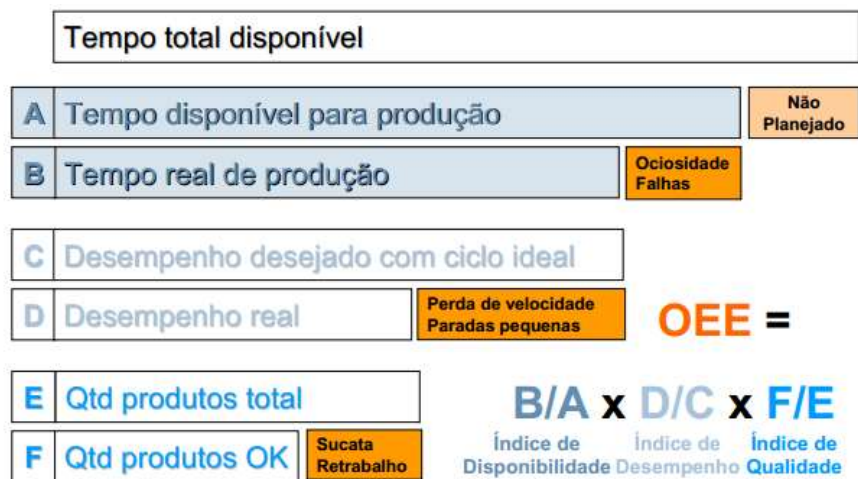 Tempo total disponível
A Tempo disponível para produção
Não
Planejado
B Tempo real de produção
Ociosidade
Falhas
C Desempenho desejado com ciclo ideal
D Desempenho real
Perda de velocidade
Paradas pequenas
OEE =
E Qtd produtos total
F Qtd produtos OK
Sucata
Retrabalho
B/A x D/C x F/E
Índice de Disponibilidade
Índice de Desempenho
Índice de Qualidade